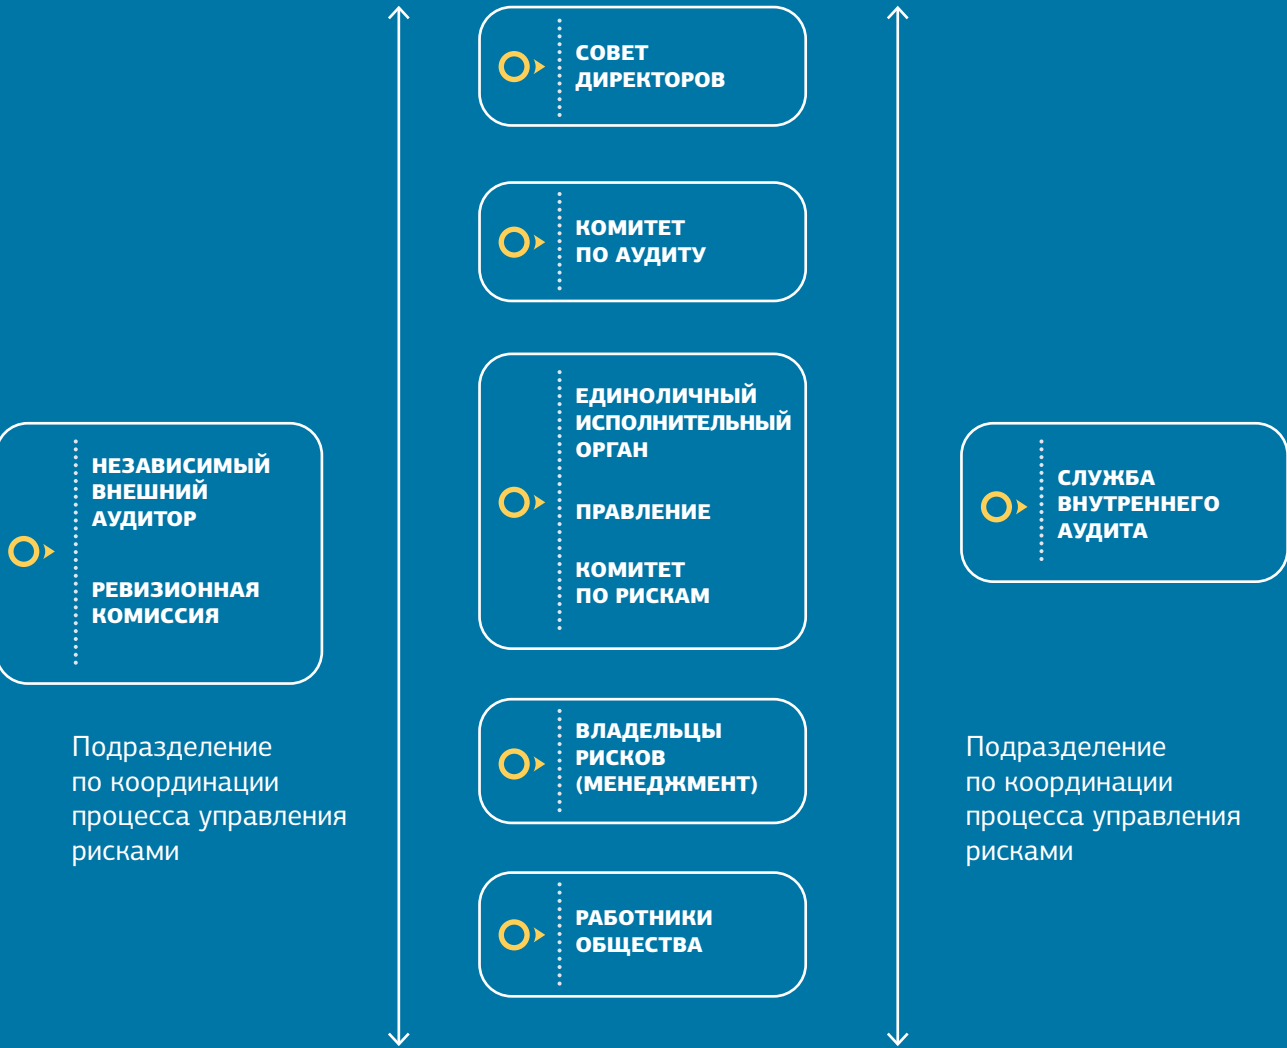 СОВЕТ
ДИРЕКТОРОВ
КОМИТЕТ
ПО АУДИТУ
ЕДИНОЛИЧНЫЙ
ИСПОЛНИТЕЛЬНЫЙ
ОРГАН
ПРАВЛЕНИЕ
КОМИТЕТ
ПО РИСКАМ
ВЛАДЕЛЬЦЫ
РИСКОВ
(МЕНЕДЖМЕНТ)
РАБОТНИКИ
ОБЩЕСТВА
НЕЗАВИСИМЫЙ
ВНЕШНИЙ
АУДИТОР
РЕВИЗИОННАЯ
КОМИССИЯ
Подразделение
по координации
процесса управления
рисками
СЛУЖБА
ВНУТРЕННЕГО
АУДИТА
Подразделение
по координации
процесса управления
рисками